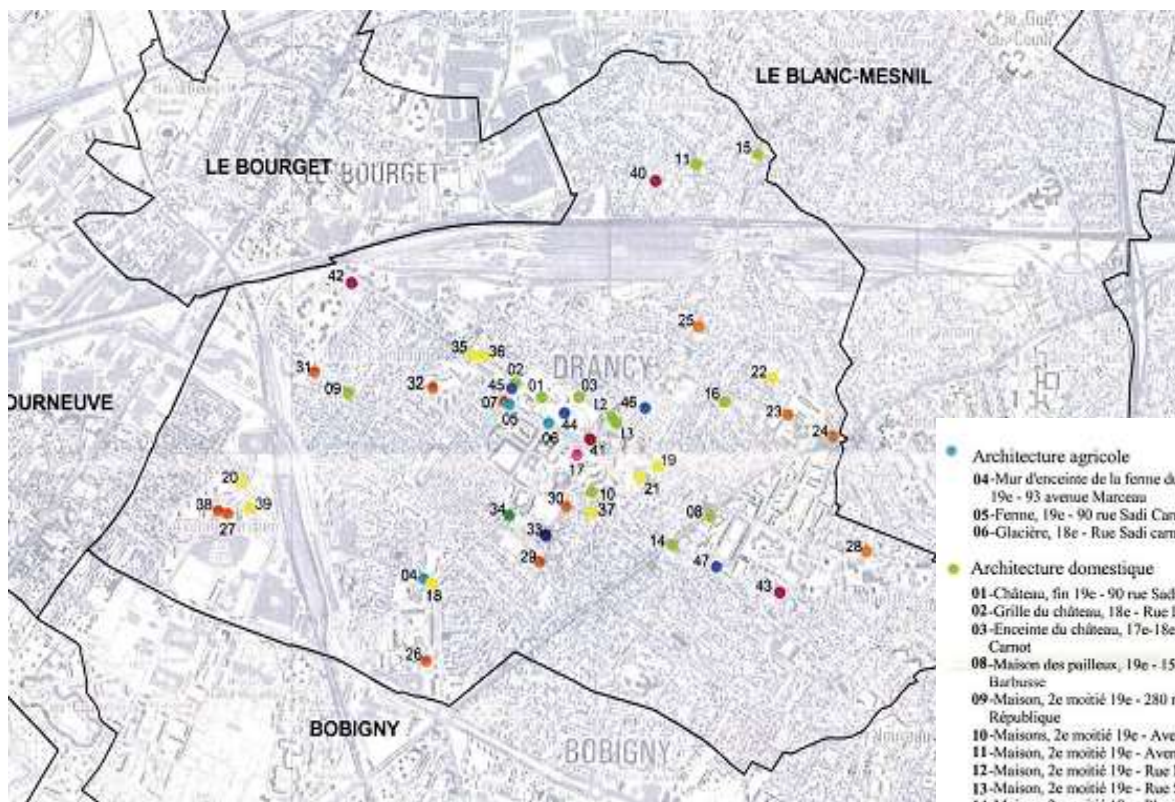 LE BLANC-MESNIL
LE BOURGET
LE BOURGET
15
11
40
42
25
35
36
DRANCY
31
32
02
45
01
03
22
09
07
05
12
46
16
06
44
13
23
24
41
OURNEUVE
17
19
20
21
10
30
37
38
27
39
34
08
33
14
28
29
47
04
18
43
26
BOBIGNY
BOBIGNY
Architecture agricole
04-Mur d'enceinte de la ferme du
19e - 93 avenue Marceau
05-Ferme, 19e - 90 rue Sadi Car
06-Glacière, 18e - Rue Sadi carn
Architecture domestique
01-Château, fin 19e - 90 rue Sad
02-Grille du château, 18e - Rue
03-Enceinte du château, 17e-18e
Carnot
08-Maison des pailleux, 19e - 15
Barbusse
09-Maison, 2e moitié 19e - 280
République
10-Maisons, 2e moitié 19e - Ave
11-Maison, 2e moitié 19e - Aven
12-Maison, 2e moitié 19e - Rue
13-Maison, 2e moitié 19e - Rue